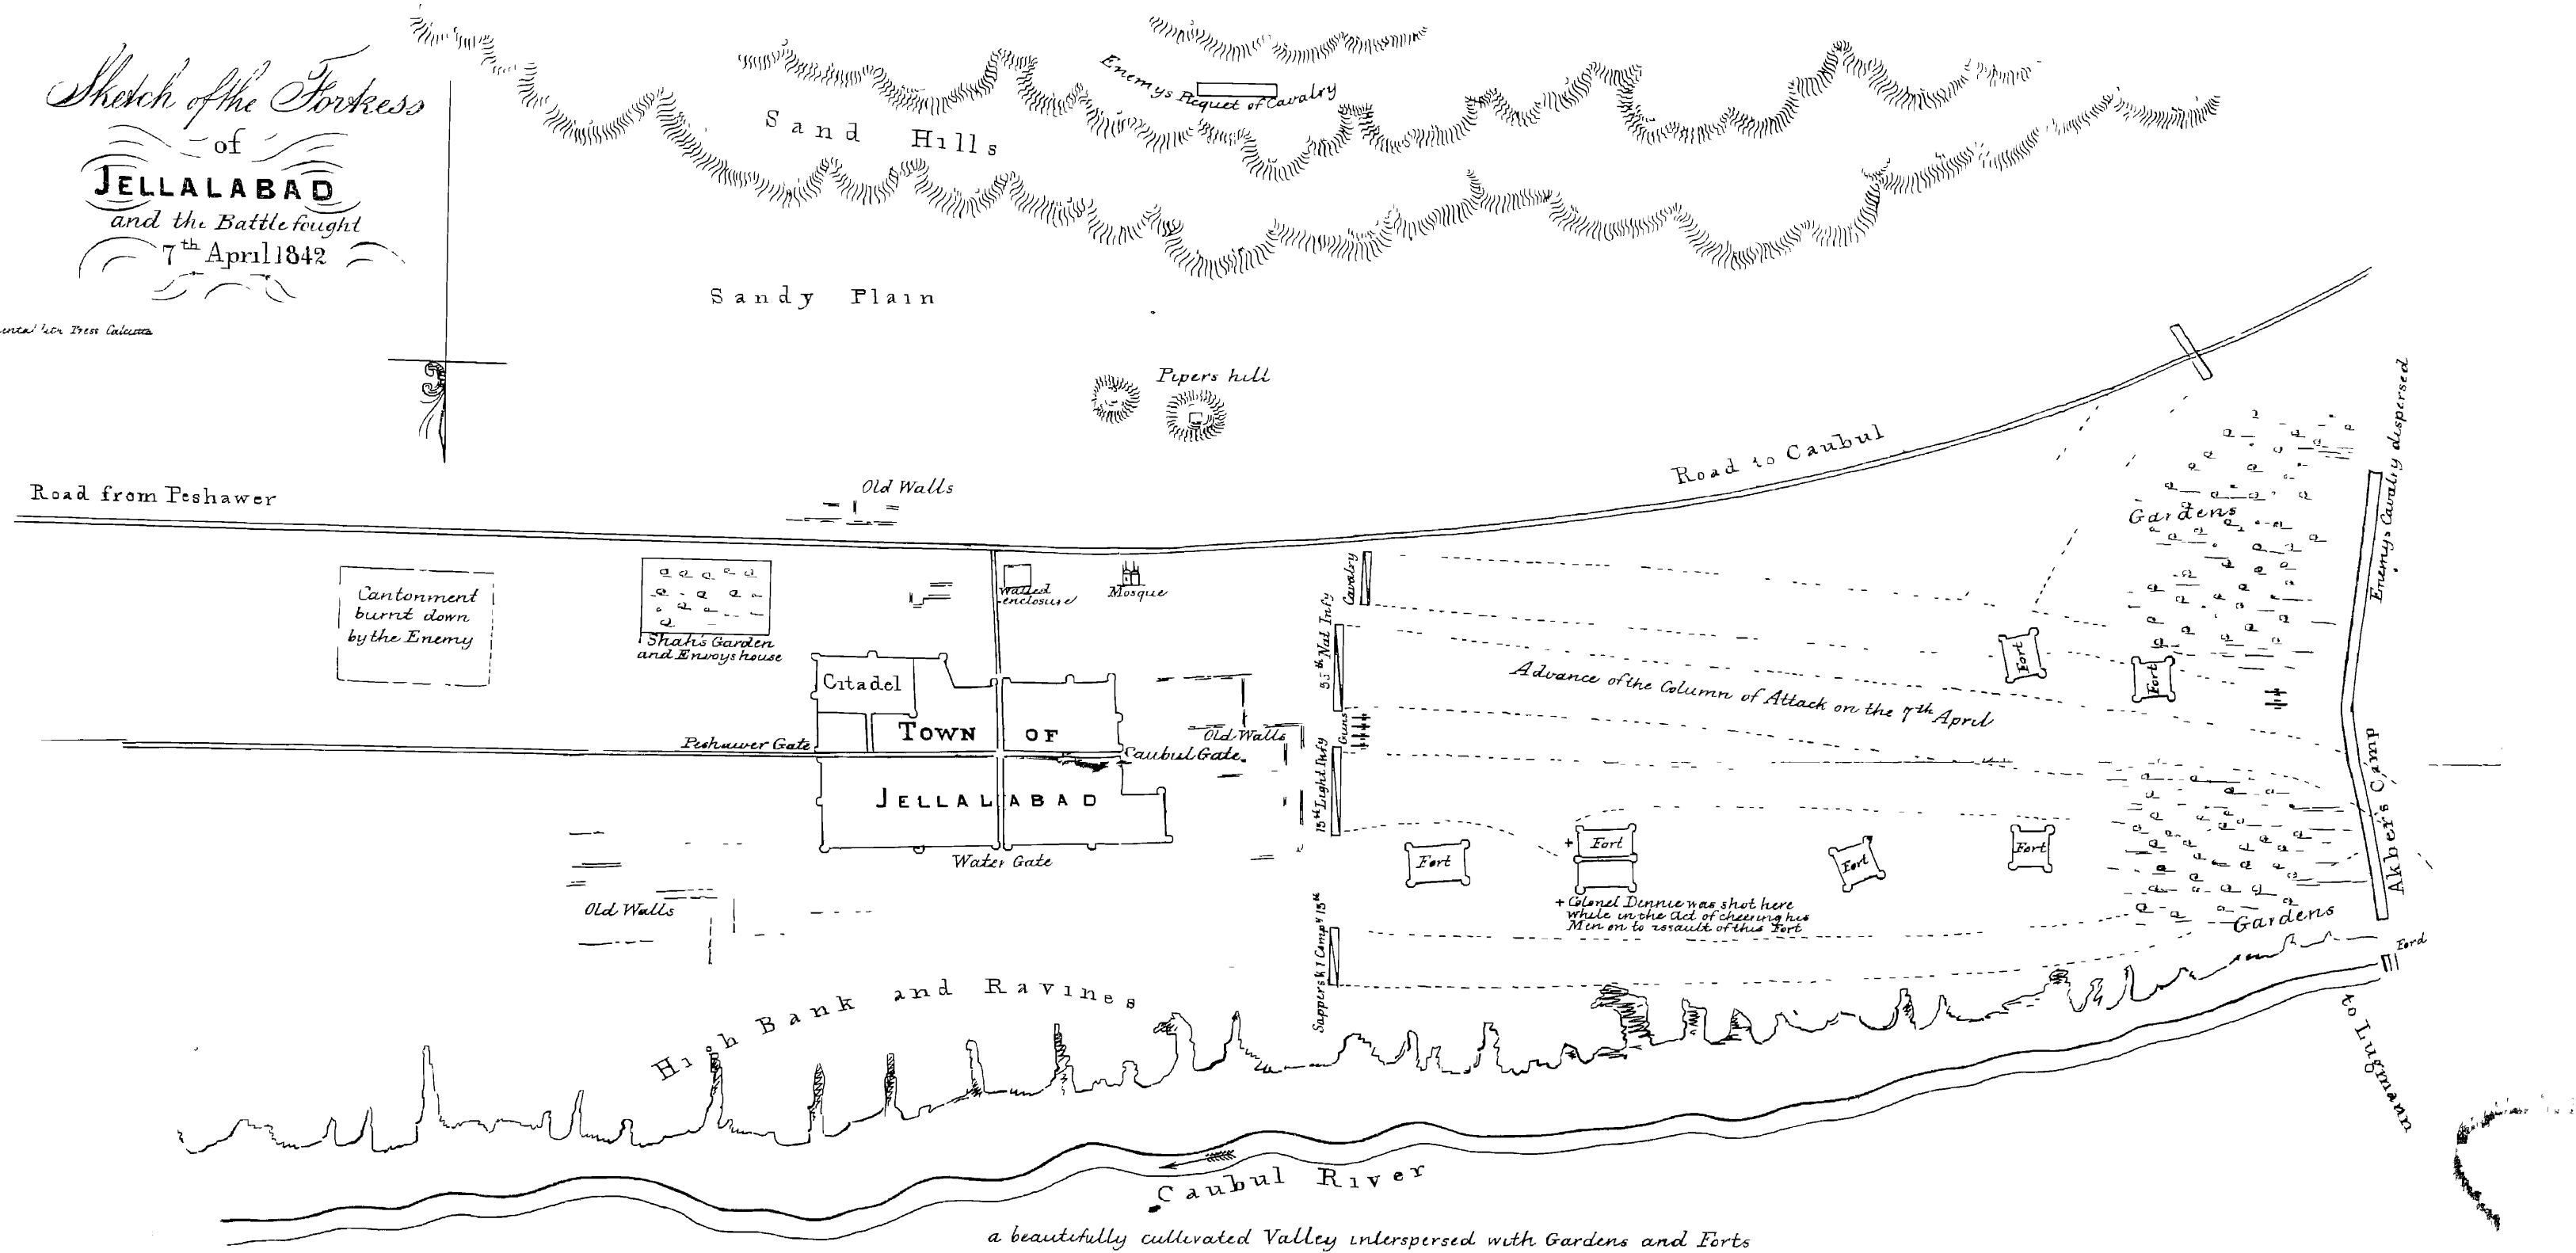 Sketch of the Fortress
of
JELLALABAD
and the Battle fought
7th April 1842
Press Calcutta
Enemys Picquet of Cavalry
Sand Hills
Sandy Plain
Pipers hill
Road to Caubul
Road from Peshawer
Old Walls
Cantonment
burnt down
by the Enemy
Shah's Garden
and Envoys house
Walled
enclosure
Mosque
Citadel
TOWN OF
JELLALABAD
Peshawer Gate
Caubul Gate
Water Gate
Old Walls
Old Walls
Cavalry
35th Nat Infy
Guns
13th Light Infy
Sappers & 1 Compy 13th
Advance of the Column of Attack on the 7th April
Fort
Fort
Fort
Fort
Fort
Fort
+
+ Colonel Dennie was shot here
while in the Act of cheering his
Men on to assault of this Fort
Gardens
Gardens
Enemys Cavalry dispersed
Akber's Camp
Ford
to Lugmann
High Bank and Ravines
Caubul River
a beautifully cultivated Valley interspersed with Gardens and Forts